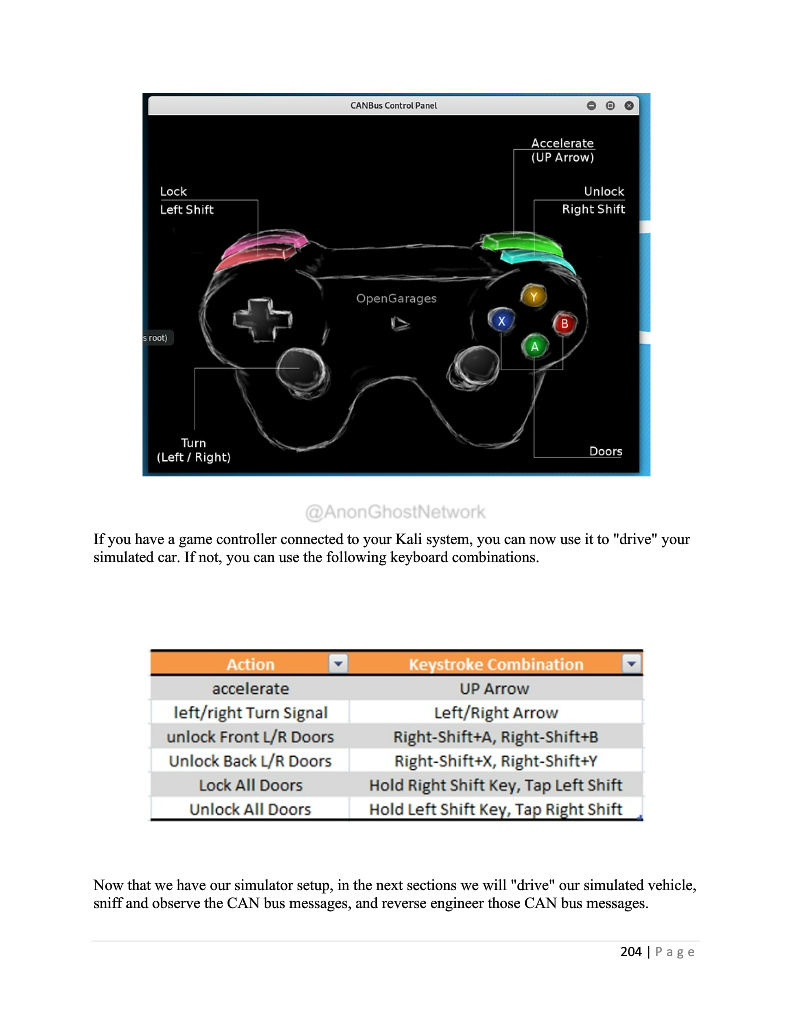 CANBus Control Panel
Accelerate
(UP Arrow)
Lock
Left Shift
Unlock
Right Shift
OpenGarages
Y
X
B
A
s root)
Turn
(Left / Right)
Doors
@AnonGhostNetwork
If you have a game controller connected to your Kali system, you can now use it to "drive" your
simulated car. If not, you can use the following keyboard combinations.
Action Keystroke Combination
accelerate UP Arrow
left/right Turn Signal Left/Right Arrow
unlock Front L/R Doors Right-Shift+A, Right-Shift+B
Unlock Back L/R Doors Right-Shift+X, Right-Shift+Y
Lock All Doors Hold Right Shift Key, Tap Left Shift
Unlock All Doors Hold Left Shift Key, Tap Right Shift
Now that we have our simulator setup, in the next sections we will "drive" our simulated vehicle,
sniff and observe the CAN bus messages, and reverse engineer those CAN bus messages.
204 | Page